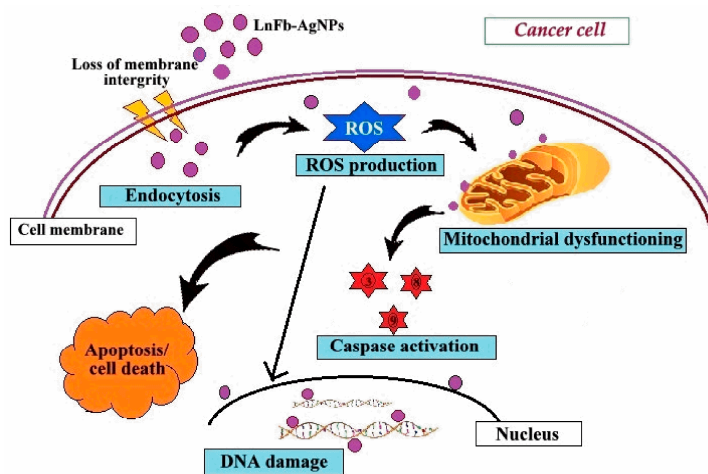 LnFb-AgNPs
Cancer cell
Loss of membrane
intergrity
ROS
ROS production
Endocytosis
Cell membrane
Mitochondrial dysfunctioning
3
8
9
Caspase activation
Apoptosis/
cell death
Nucleus
DNA damage